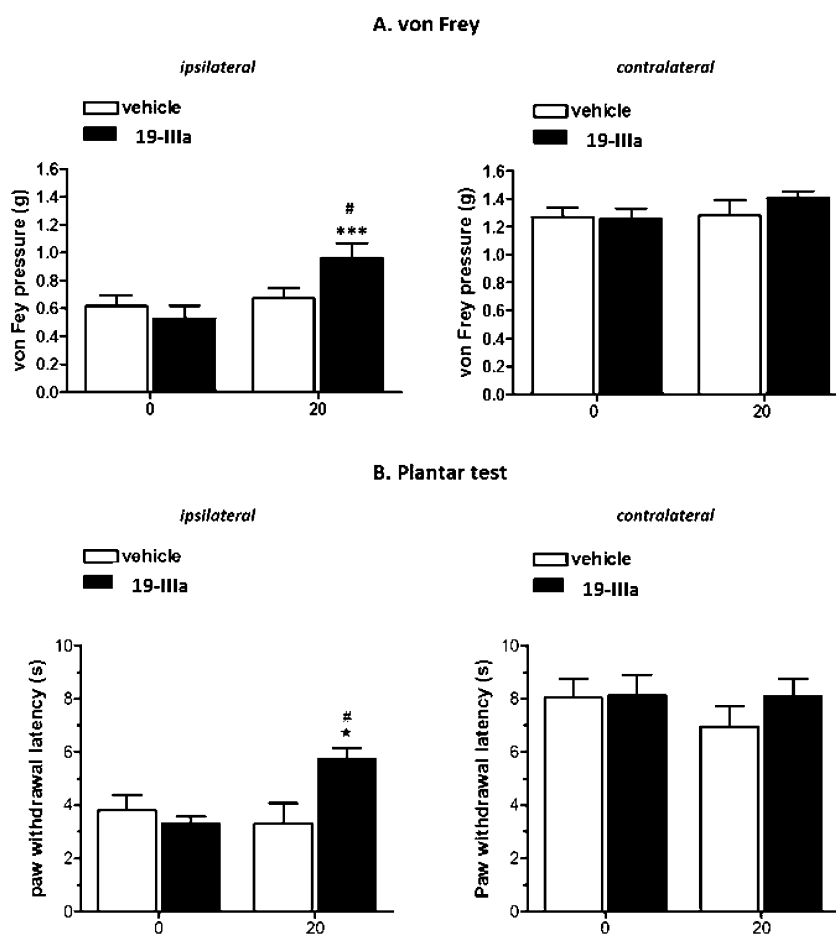 A. von Frey
ipsilateral
vehicle
19-IIIa
von Fey pressure (g)
1.6
1.4
1.2
1.0
0.8
0.6
0.4
0.2
0.0
#
***
0
20
contralateral
vehicle
19-IIIa
von Frey pressure (g)
1.6
1.4
1.2
1.0
0.8
0.6
0.4
0.2
0.0
0
20
B. Plantar test
ipsilateral
vehicle
19-IIIa
paw withdrawal latency (s)
10
8
6
4
2
0
#
★
0
20
contralateral
vehicle
19-IIIa
Paw withdrawal latency (s)
10
8
6
4
2
0
0
20